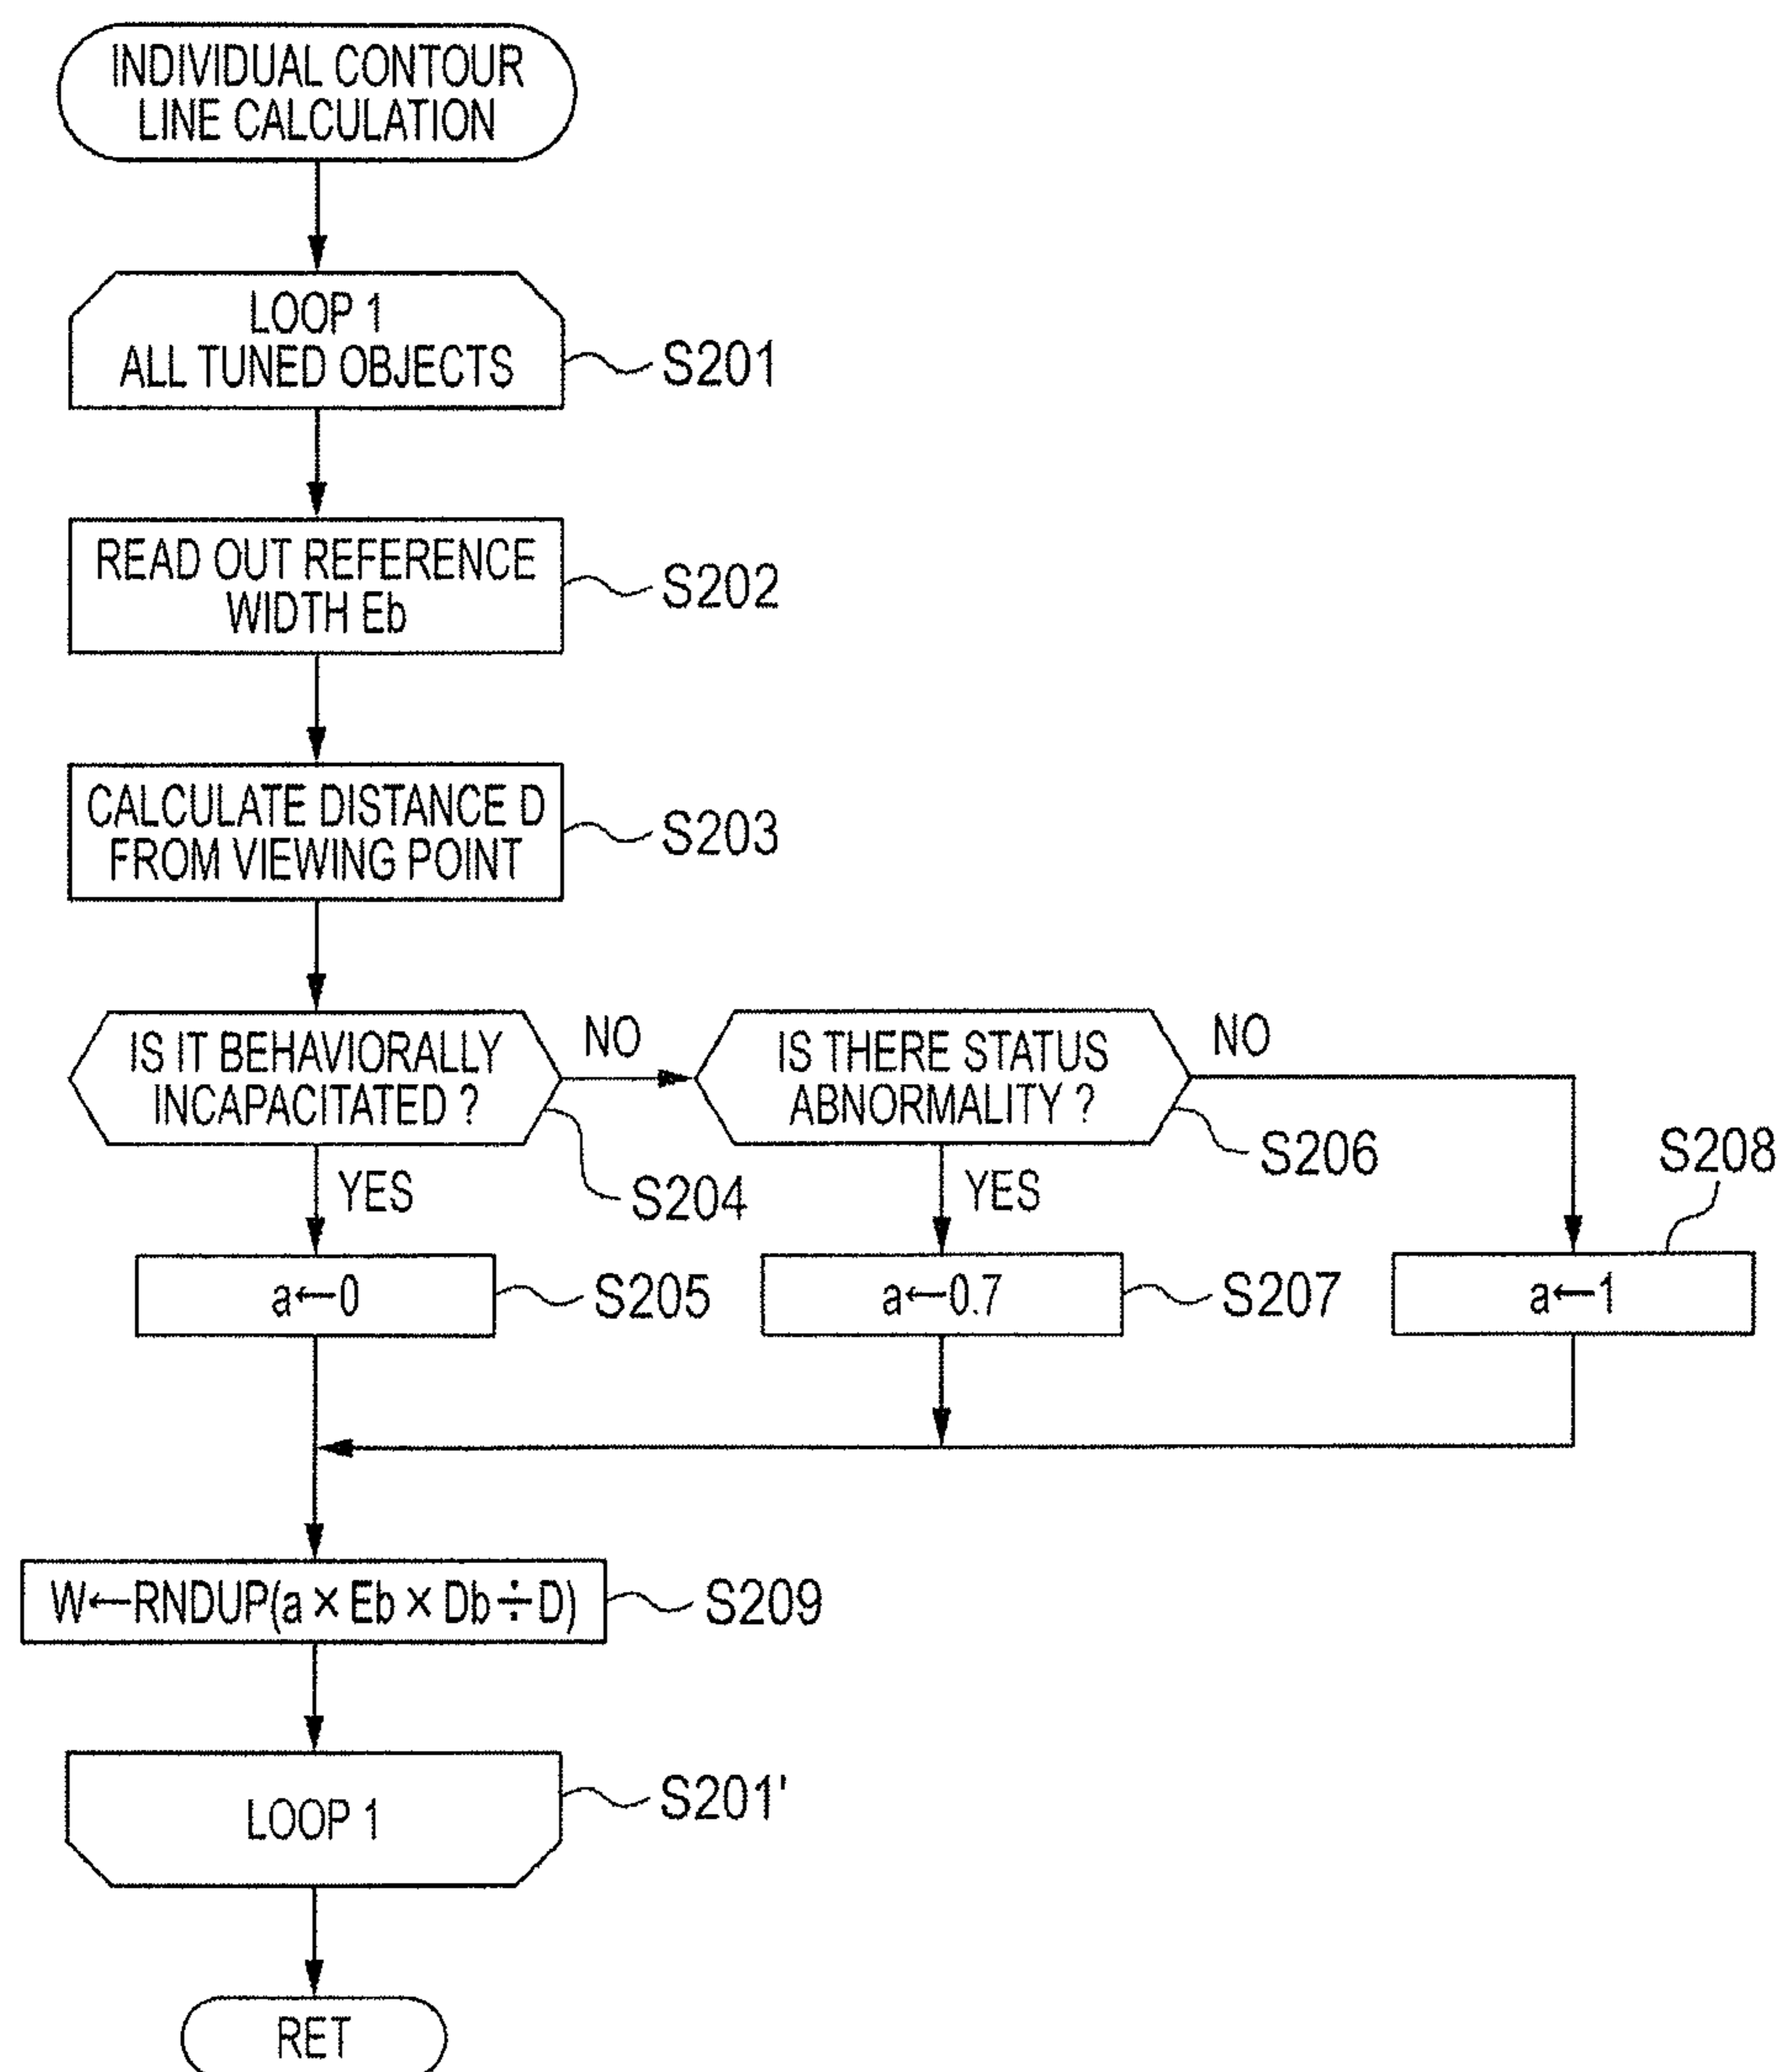 INDIVIDUAL CONTOUR
LINE CALCULATION
LOOP 1
ALL TUNED OBJECTS
S201
READ OUT REFERENCE
WIDTH Eb
S202
CALCULATE DISTANCE D
FROM VIEWING POINT
S203
IS IT BEHAVIORALLY
INCAPACITATED ?
NO
IS THERE STATUS
ABNORMALITY ?
NO
S204
YES
S206
YES
S208
a←0
S205
a←0.7
S207
a←1
W←RNDUP(a × Eb × Db ÷ D)
S209
LOOP 1
S201'
RET